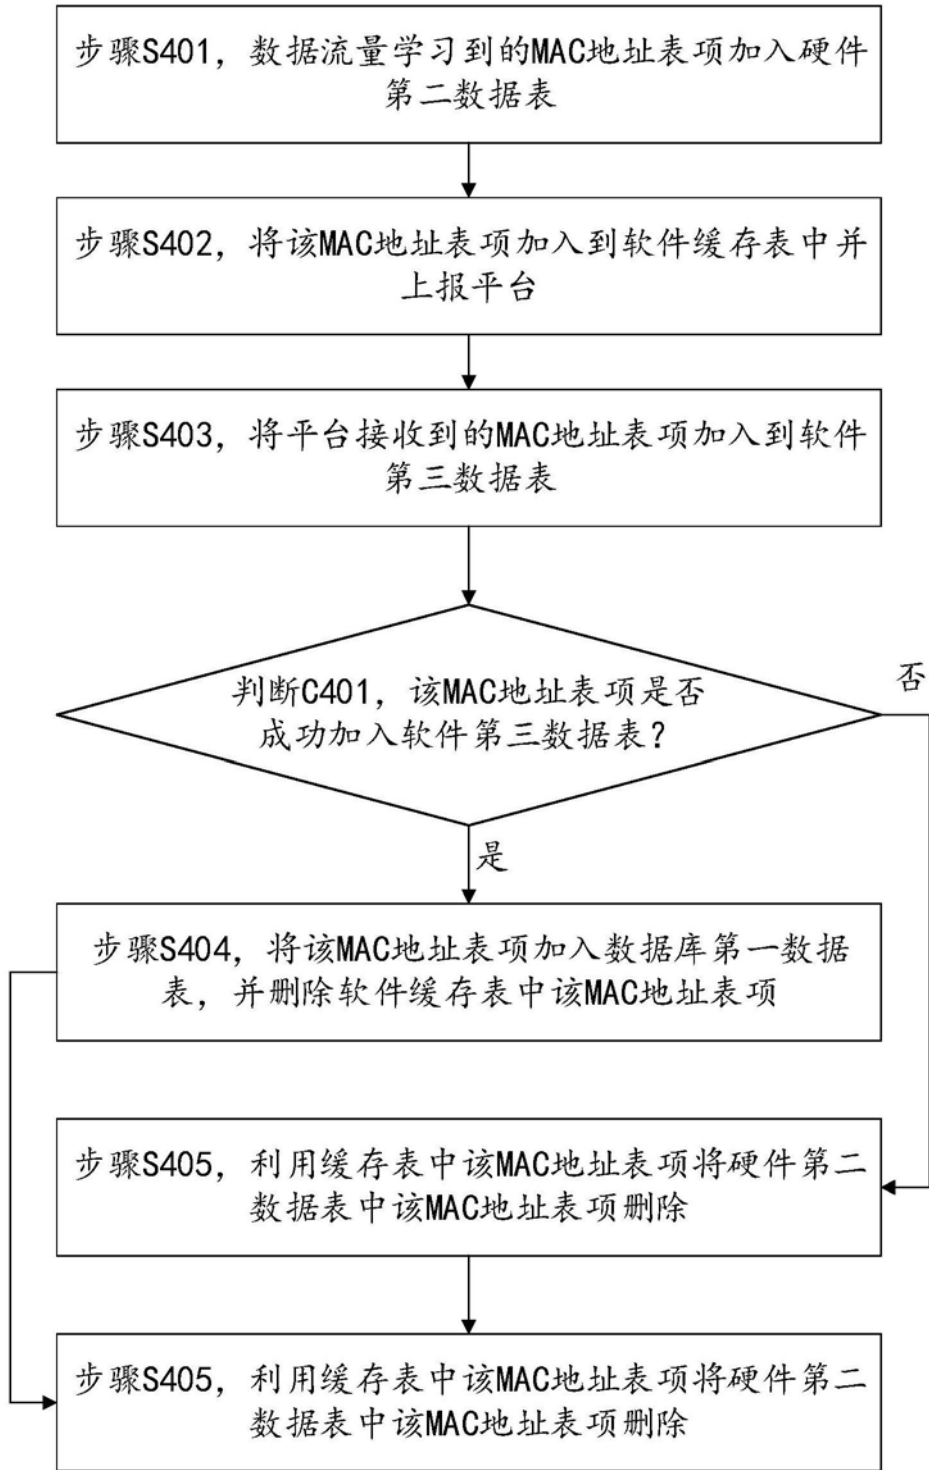 步骤S401，数据流量学习到的MAC地址表项加入硬件
第二数据表
步骤S402，将该MAC地址表项加入到软件缓存表中并
上报平台
步骤S403，将平台接收到的MAC地址表项加入到软件
第三数据表
判断C401，该MAC地址表项是否
成功加入软件第三数据表？
否
是
步骤S404，将该MAC地址表项加入数据库第一数据
表，并删除软件缓存表中该MAC地址表项
步骤S405，利用缓存表中该MAC地址表项将硬件第二
数据表中该MAC地址表项删除
步骤S405，利用缓存表中该MAC地址表项将硬件第二
数据表中该MAC地址表项删除